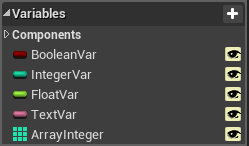 Variables
Components
BooleanVar
IntegerVar
FloatVar
TextVar
ArrayInteger